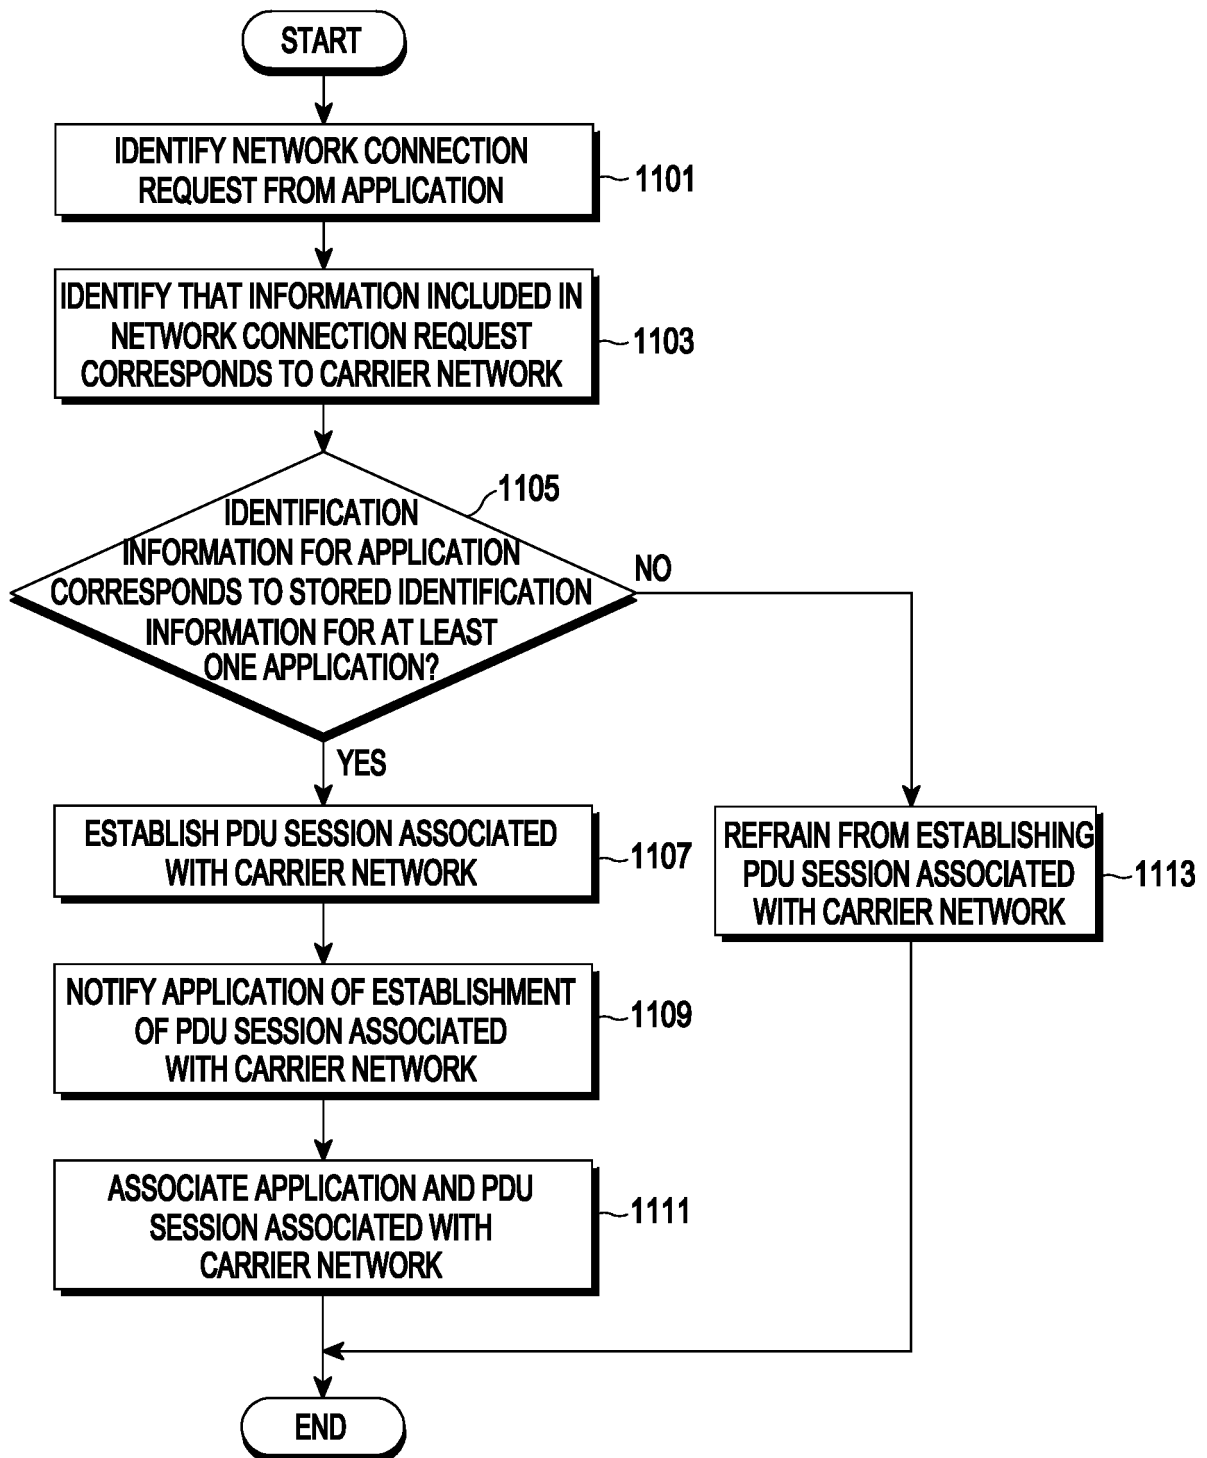 START
IDENTIFY NETWORK CONNECTION
REQUEST FROM APPLICATION
1101
IDENTIFY THAT INFORMATION INCLUDED IN
NETWORK CONNECTION REQUEST
CORRESPONDS TO CARRIER NETWORK
1103
1105
IDENTIFICATION
INFORMATION FOR APPLICATION
CORRESPONDS TO STORED IDENTIFICATION
INFORMATION FOR AT LEAST
ONE APPLICATION?
NO
YES
ESTABLISH PDU SESSION ASSOCIATED
WITH CARRIER NETWORK
1107
REFRAIN FROM ESTABLISHING
PDU SESSION ASSOCIATED
WITH CARRIER NETWORK
1113
NOTIFY APPLICATION OF ESTABLISHMENT
OF PDU SESSION ASSOCIATED
WITH CARRIER NETWORK
1109
ASSOCIATE APPLICATION AND PDU
SESSION ASSOCIATED WITH
CARRIER NETWORK
1111
END